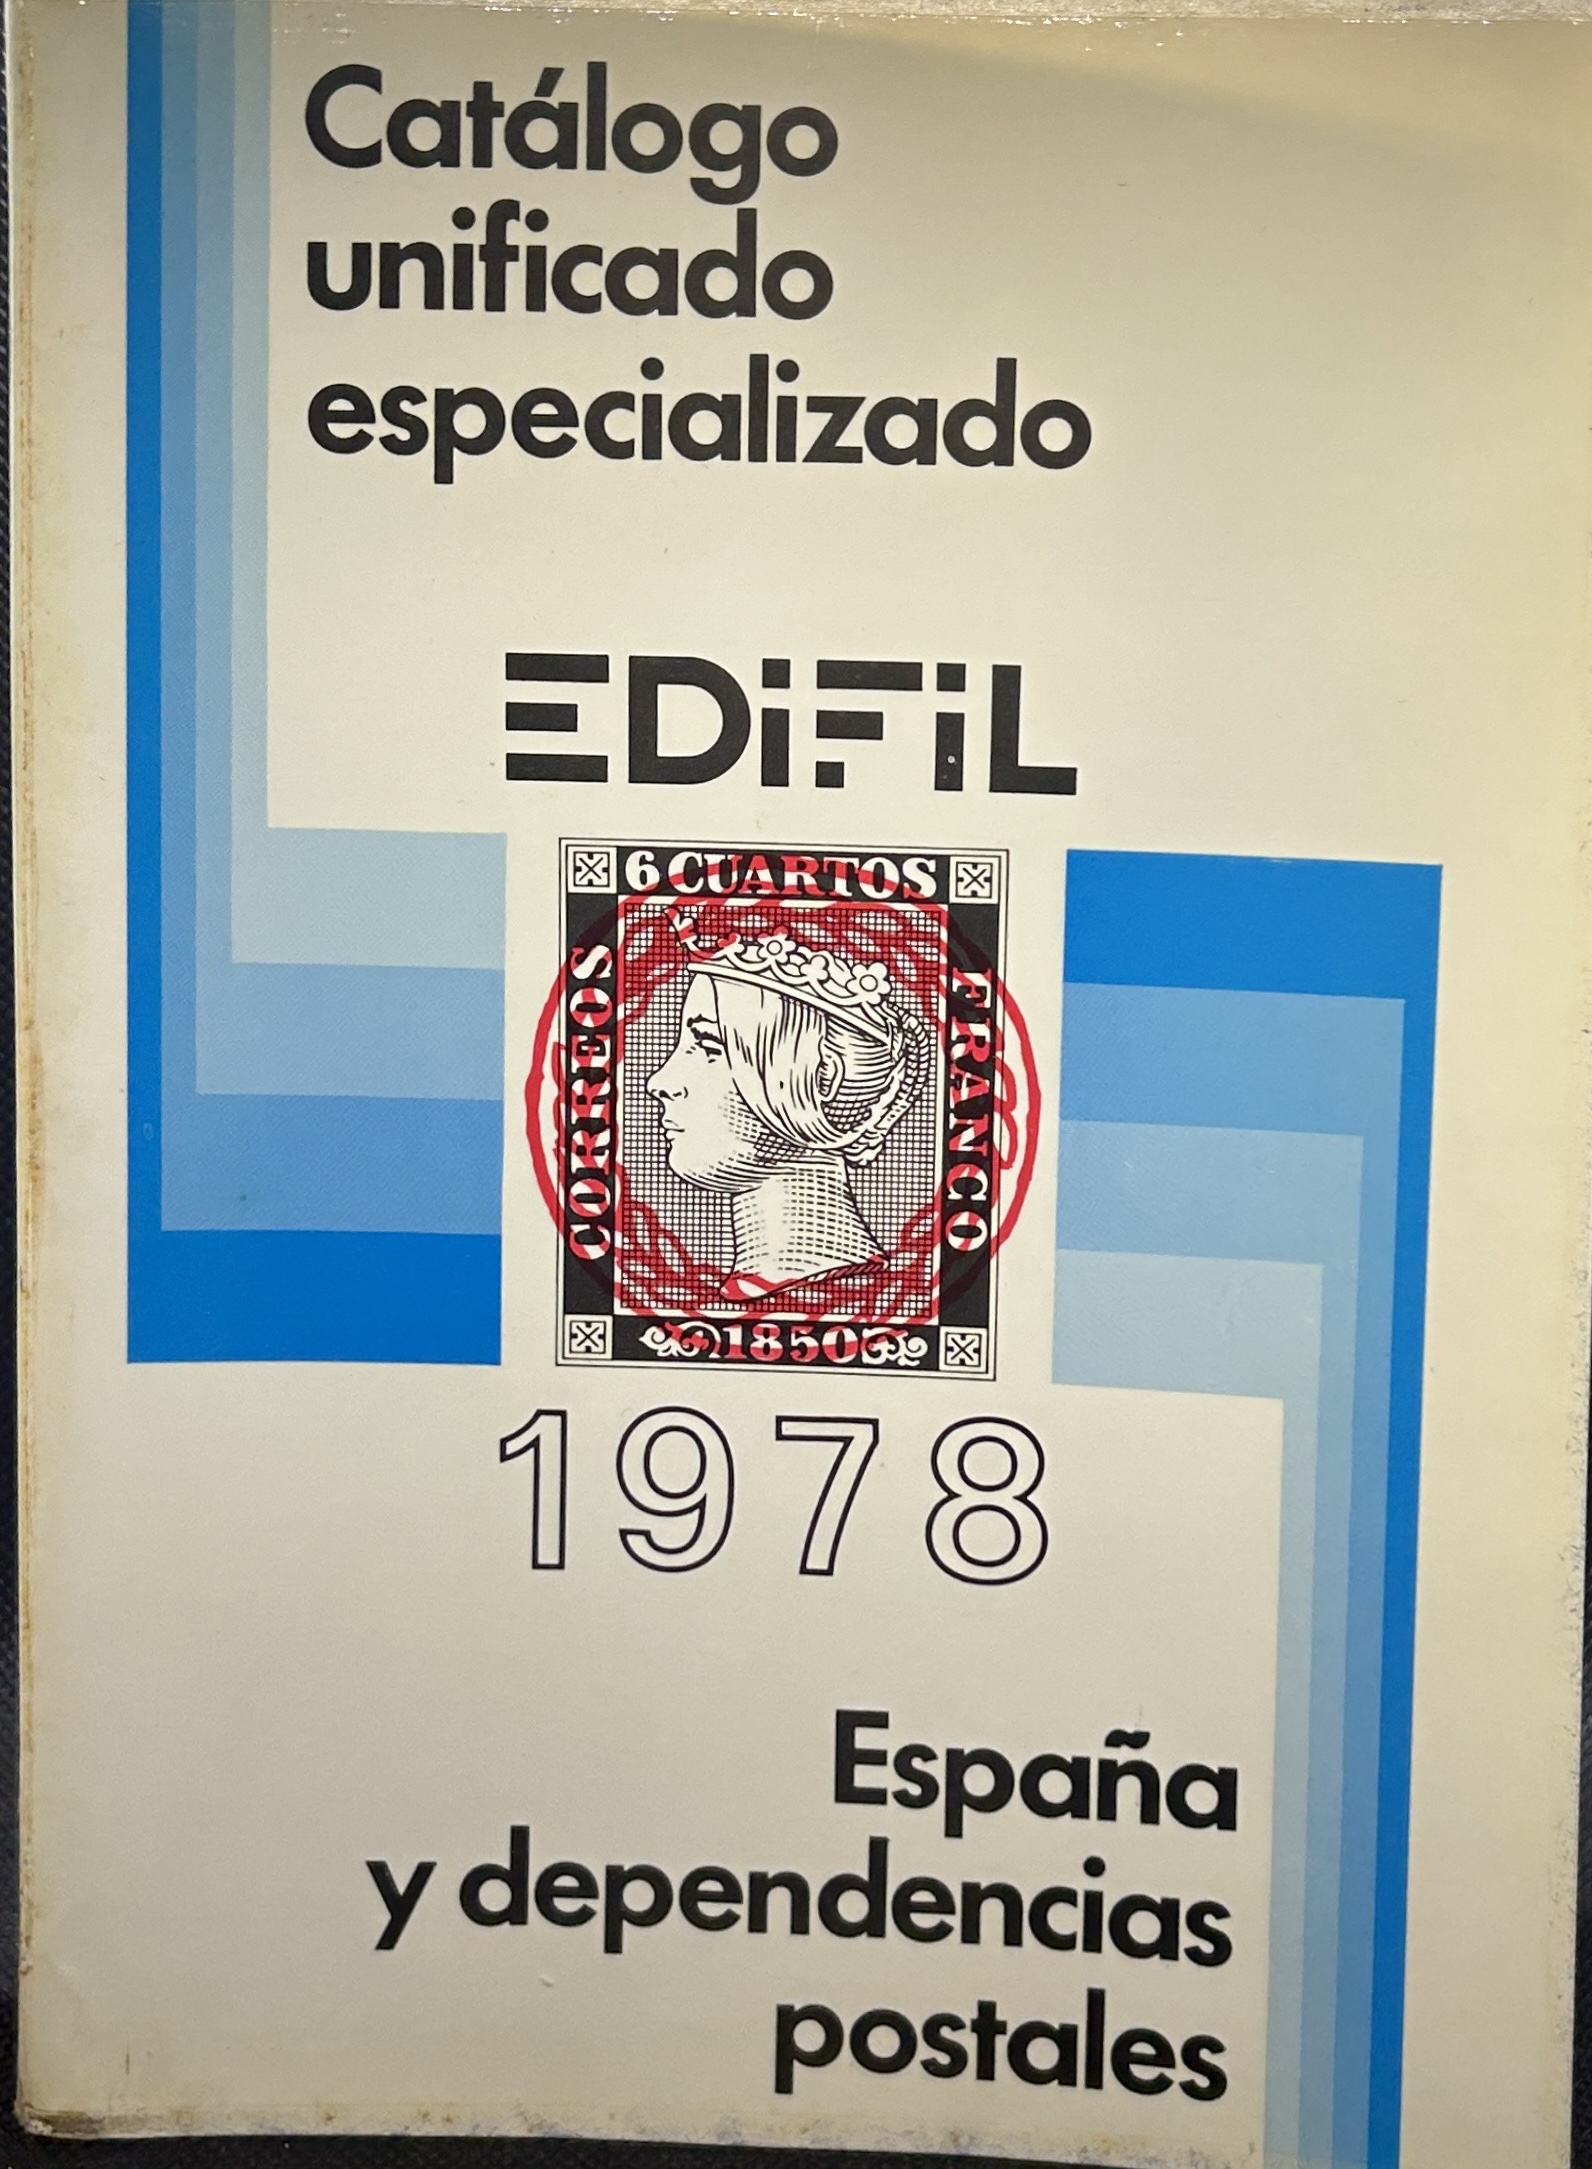 Catálogo
unificado
especializado
EDiFiL
6 CUARTOS
CORREOS
FRANCO
1850
1978
España
y dependencias
postales